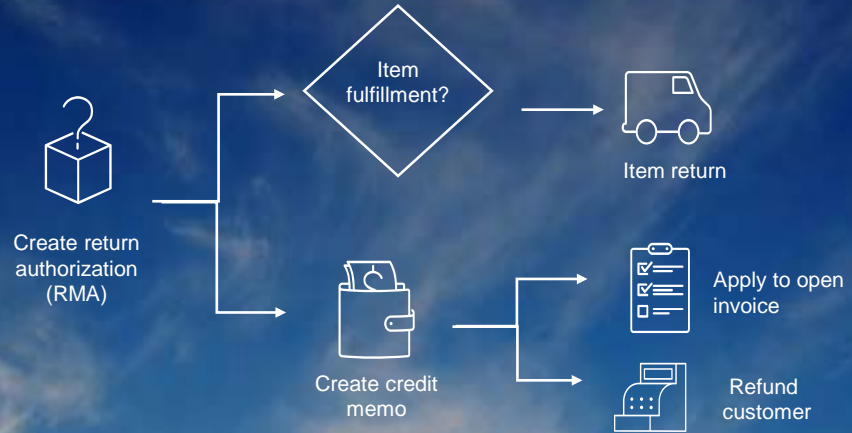 Item
fulfillment?
Item return
Create return
authorization
(RMA)
Apply to open
invoice
Create credit
memo
Refund
customer